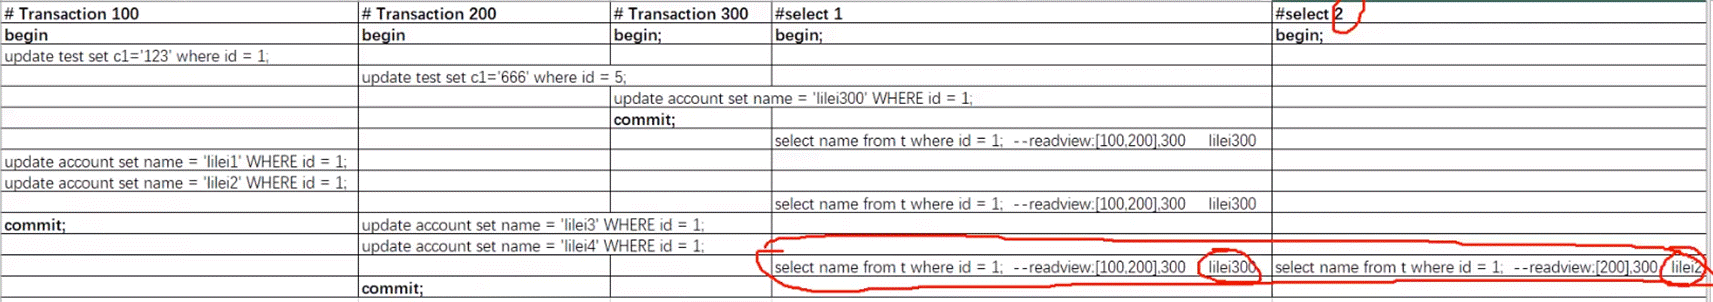 # Transaction 100 # Transaction 200 # Transaction 300 #select 1 #select 2
begin begin begin; begin; begin;
update test set c1='123' where id = 1;
update test set c1='666' where id = 5;
update account set name = 'lilei300' WHERE id = 1;
commit;
select name from t where id = 1; --readview:[100,200],300 lilei300
update account set name = 'lilei1' WHERE id = 1;
update account set name = 'lilei2' WHERE id = 1;
select name from t where id = 1; --readview:[100,200],300 lilei300
commit; update account set name = 'lilei3' WHERE id = 1;
update account set name = 'lilei4' WHERE id = 1;
select name from t where id = 1; --readview:[100,200],300 lilei300 select name from t where id = 1; --readview:[200],300 lilei2
commit;